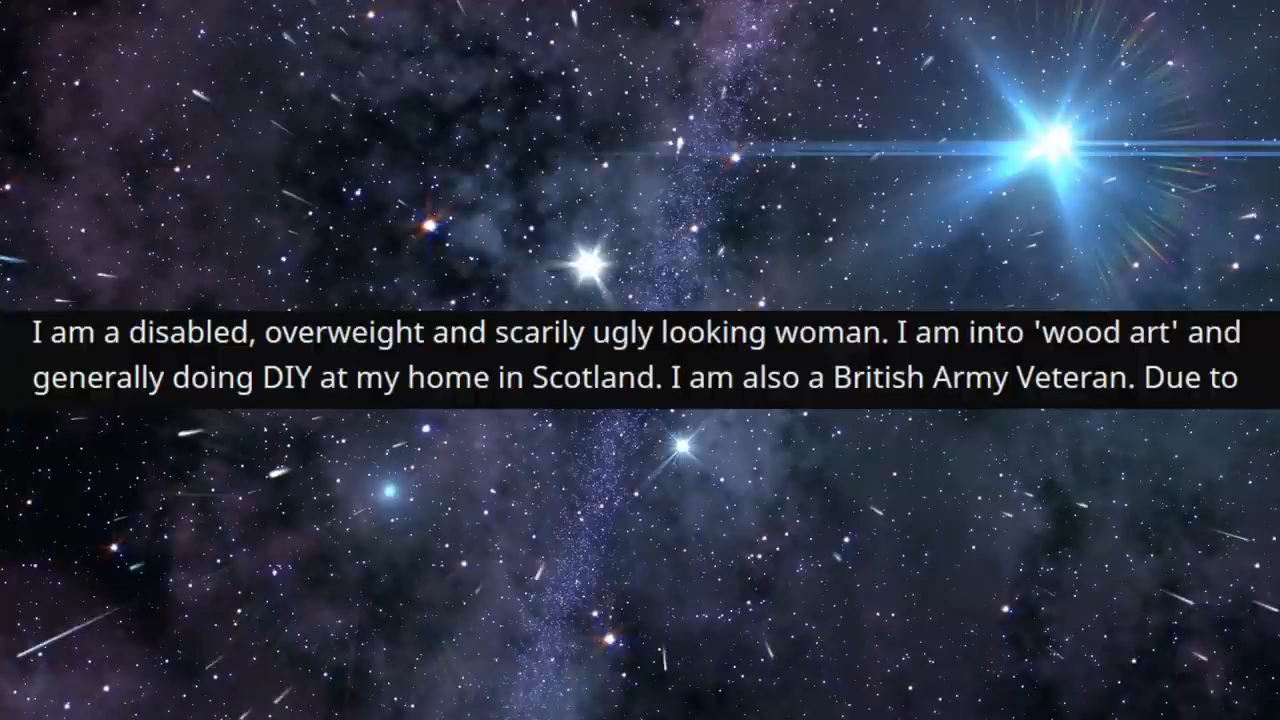 I am a disabled, overweight and scarily ugly looking woman. I am into 'wood art' and
generally doing DIY at my home in Scotland. I am also a British Army Veteran. Due to